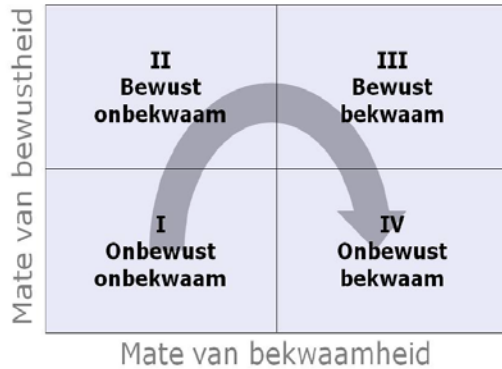 Mate van bewustheid
II
Bewust
onbekwaam
III
Bewust
bekwaam
I
Onbewust
onbekwaam
IV
Onbewust
bekwaam
Mate van bekwaamheid